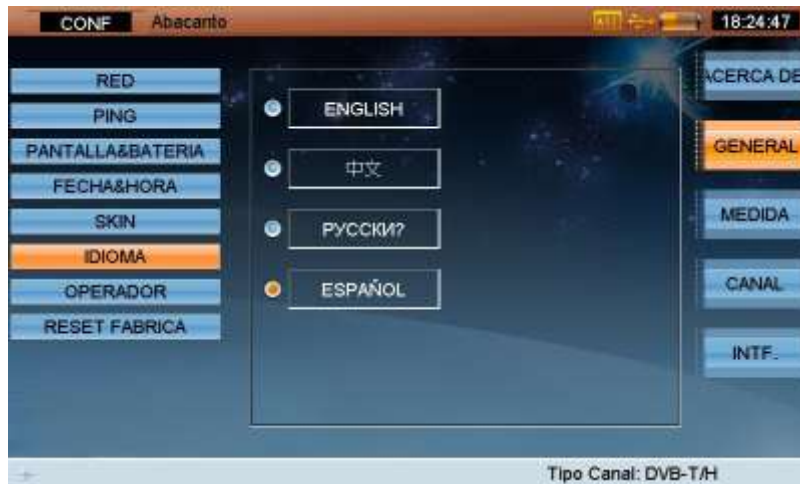 CONF Abacanto 18:24:47
RED
PING
PANTALLA&BATERIA
FECHA&HORA
SKIN
IDIOMA
OPERADOR
RESET FABRICA
ENGLISH
中文
РУССКИ?
ESPAÑOL
ACERCA DE
GENERAL
MEDIDA
CANAL
INTF.
Tipo Canal: DVB-T/H